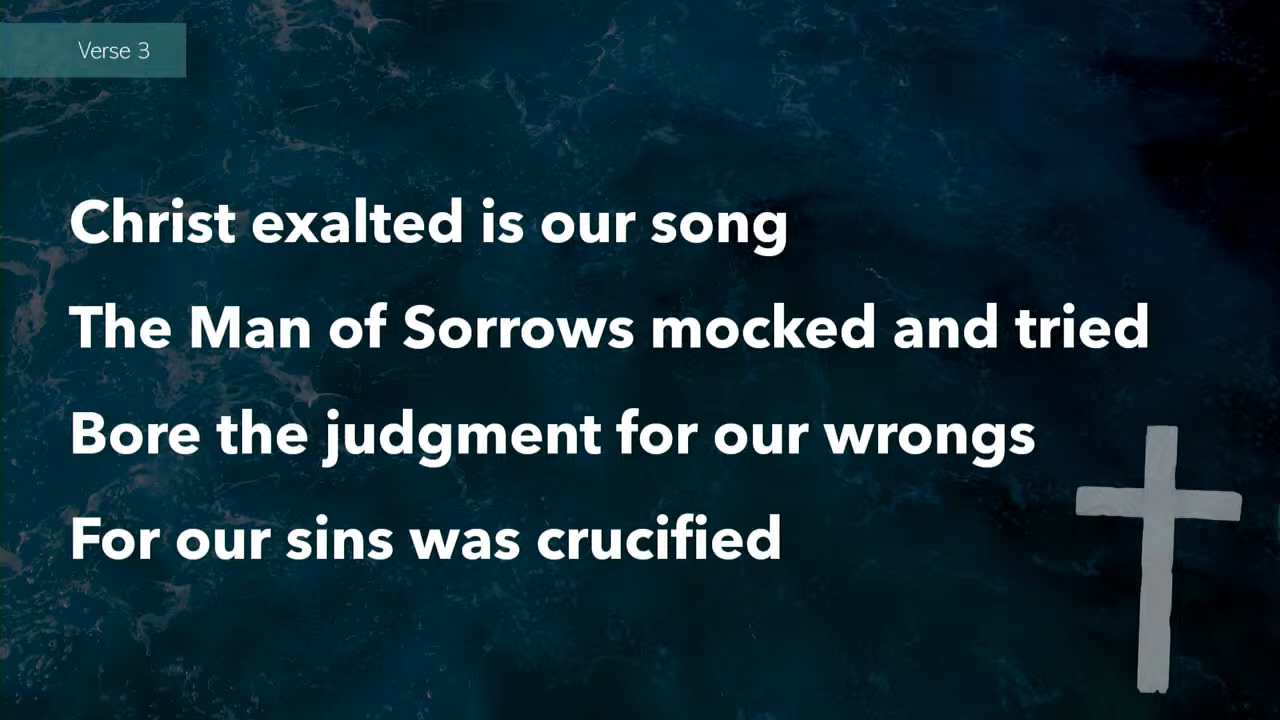 Verse 3
Christ exalted is our song
The Man of Sorrows mocked and tried
Bore the judgment for our wrongs
For our sins was crucified